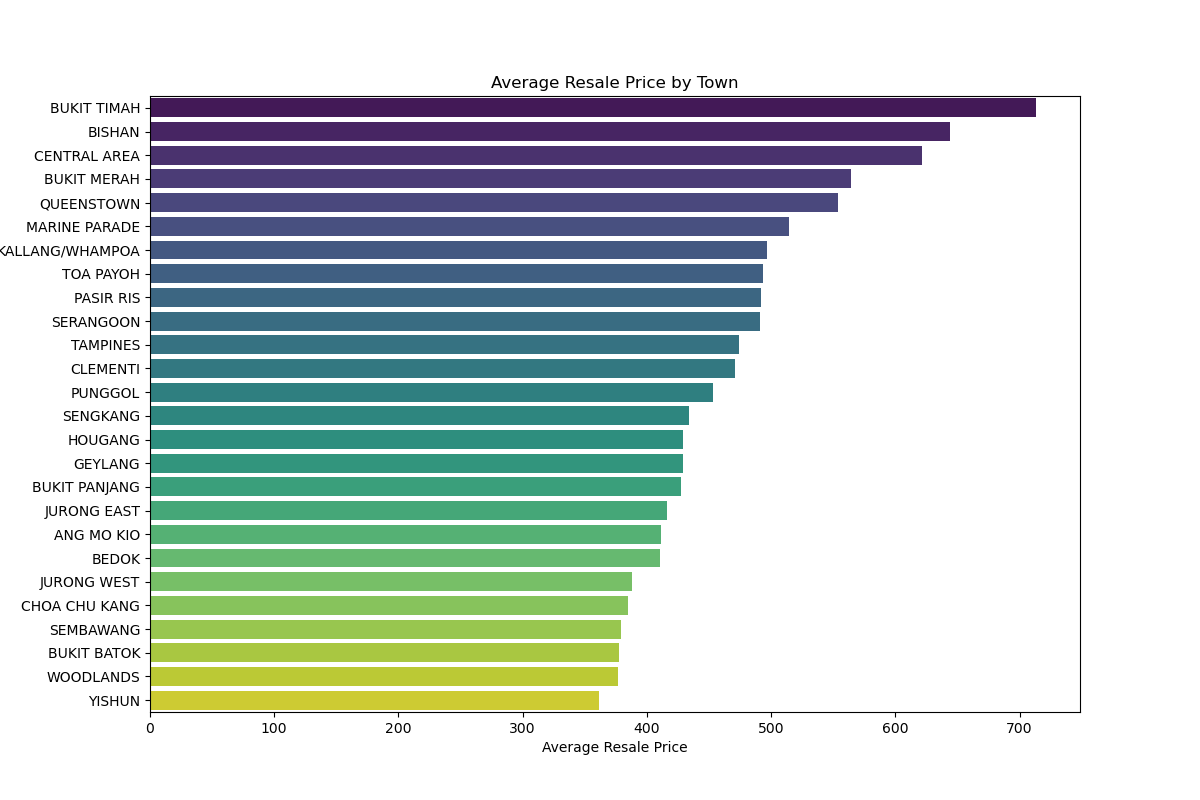 Average Resale Price by Town
BUKIT TIMAH
BISHAN
CENTRAL AREA
BUKIT MERAH
QUEENSTOWN
MARINE PARADE
KALLANG/WHAMPOA
TOA PAYOH
PASIR RIS
SERANGOON
TAMPINES
CLEMENTI
PUNGGOL
SENGKANG
HOUGANG
GEYLANG
BUKIT PANJANG
JURONG EAST
ANG MO KIO
BEDOK
JURONG WEST
CHOA CHU KANG
SEMBAWANG
BUKIT BATOK
WOODLANDS
YISHUN
0 100 200 300 400 500 600 700
Average Resale Price